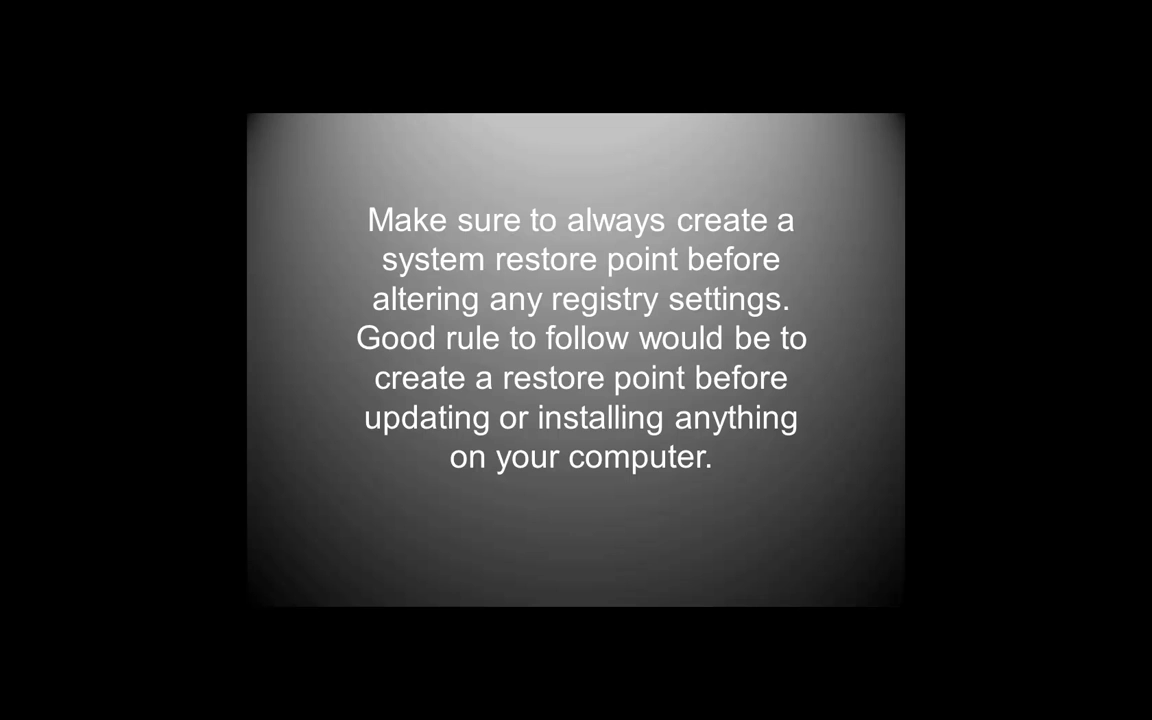 Make sure to always create a
system restore point before
altering any registry settings.
Good rule to follow would be to
create a restore point before
updating or installing anything
on your computer.